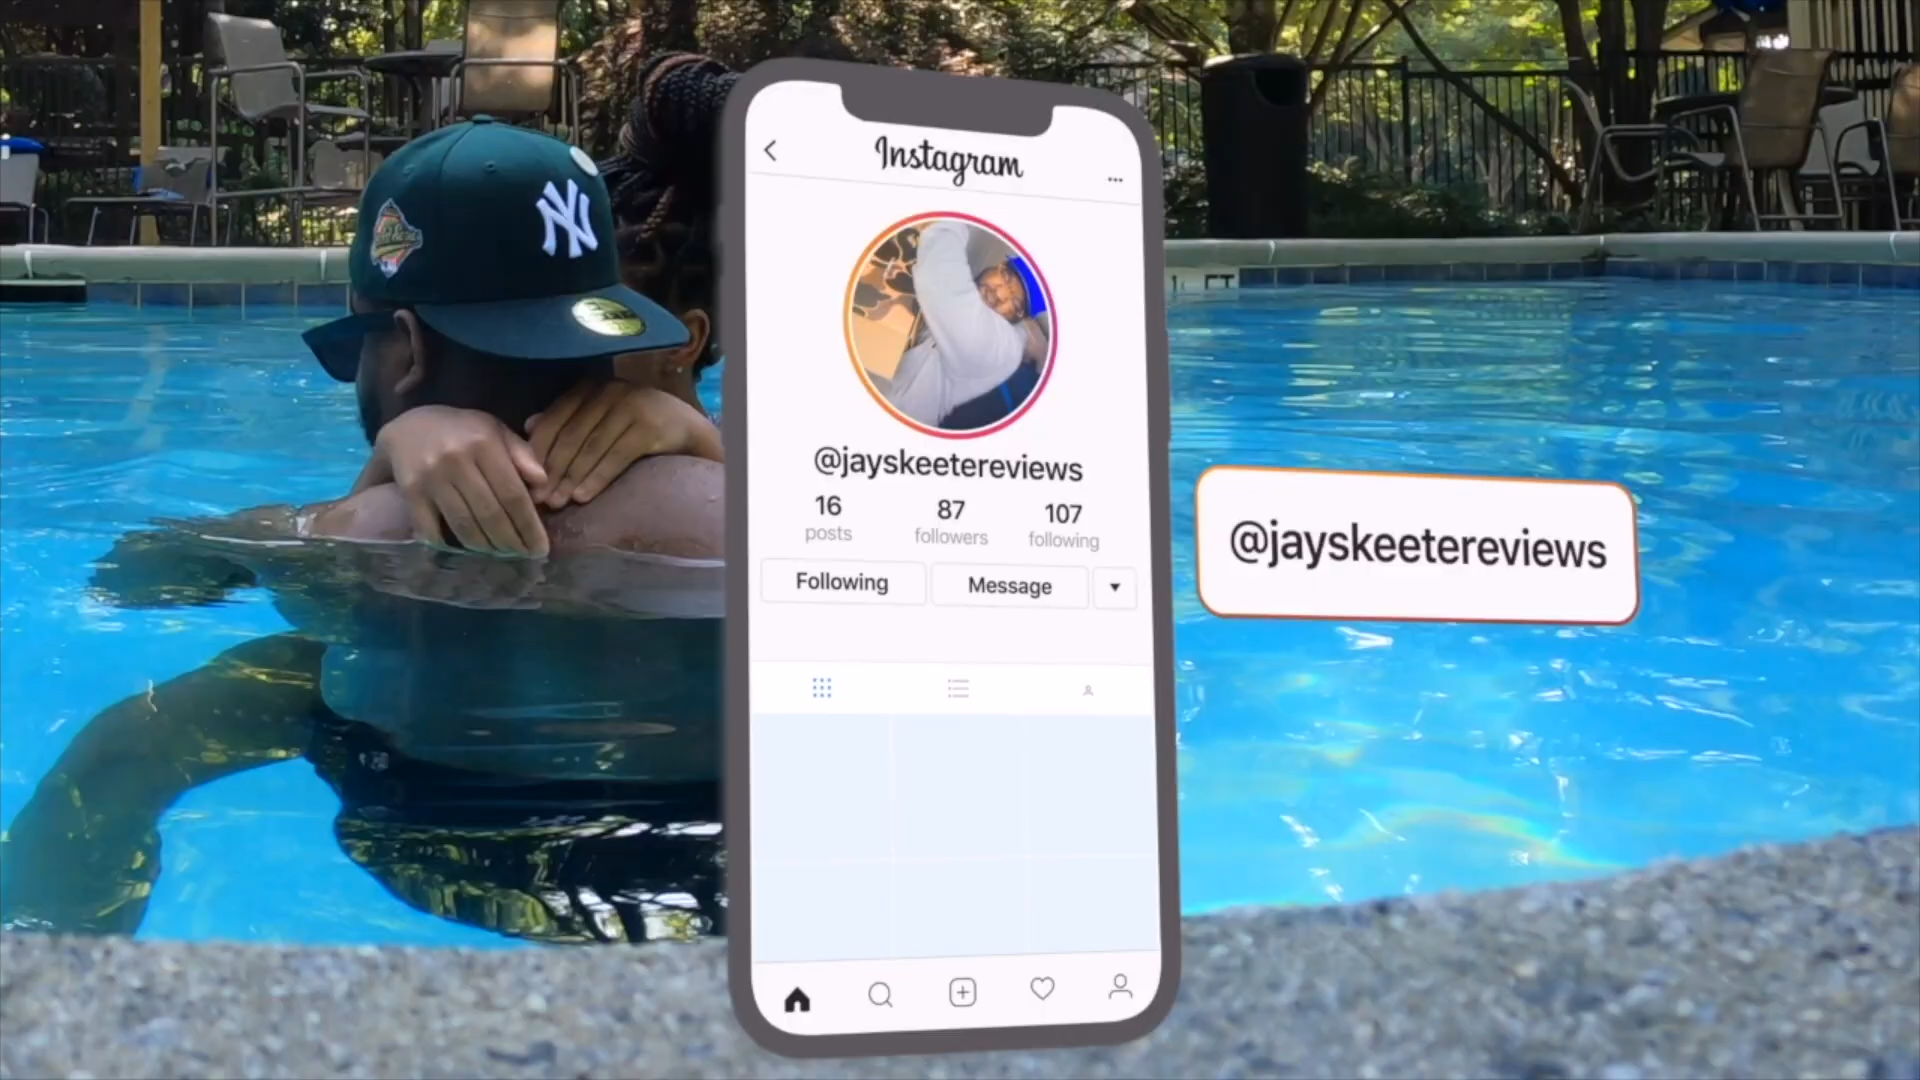 NY
Instagram
@jayskeetereviews
16 87 107
posts followers following
Following Message
@jayskeetereviews